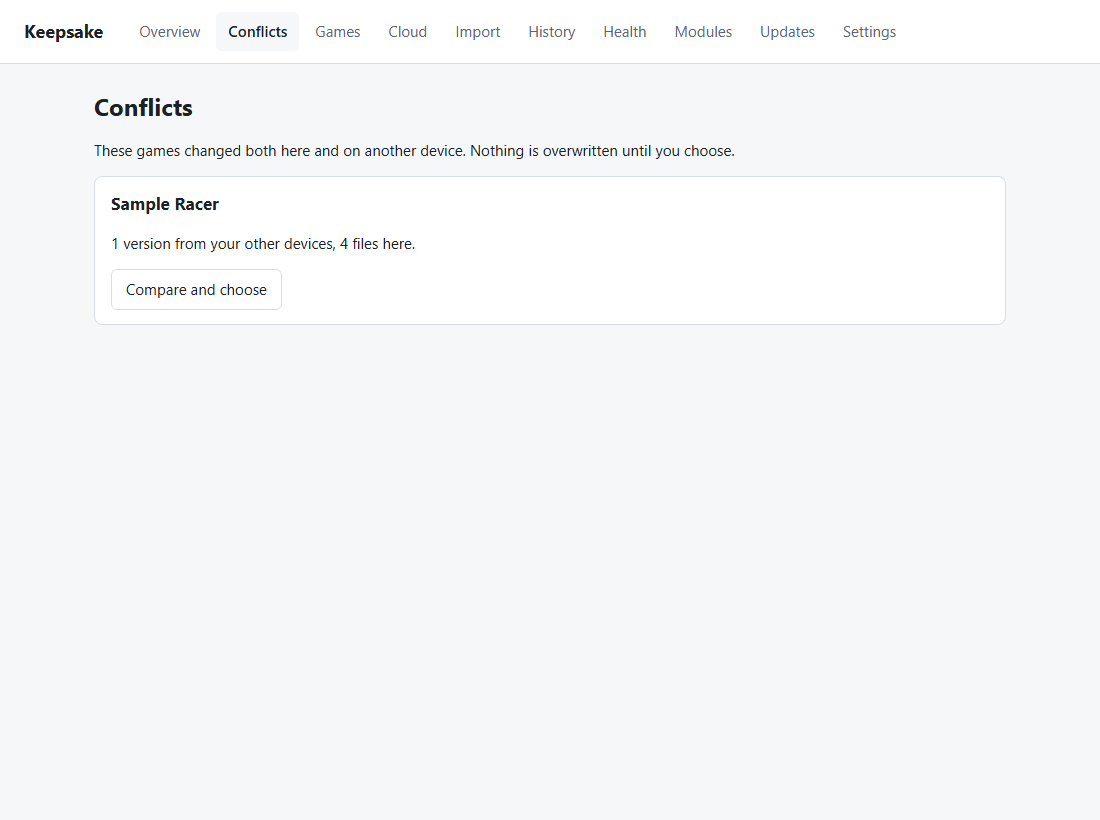 Keepsake Overview Conflicts Games Cloud Import History Health Modules Updates Settings
Conflicts
These games changed both here and on another device. Nothing is overwritten until you choose.
Sample Racer
1 version from your other devices, 4 files here.
Compare and choose